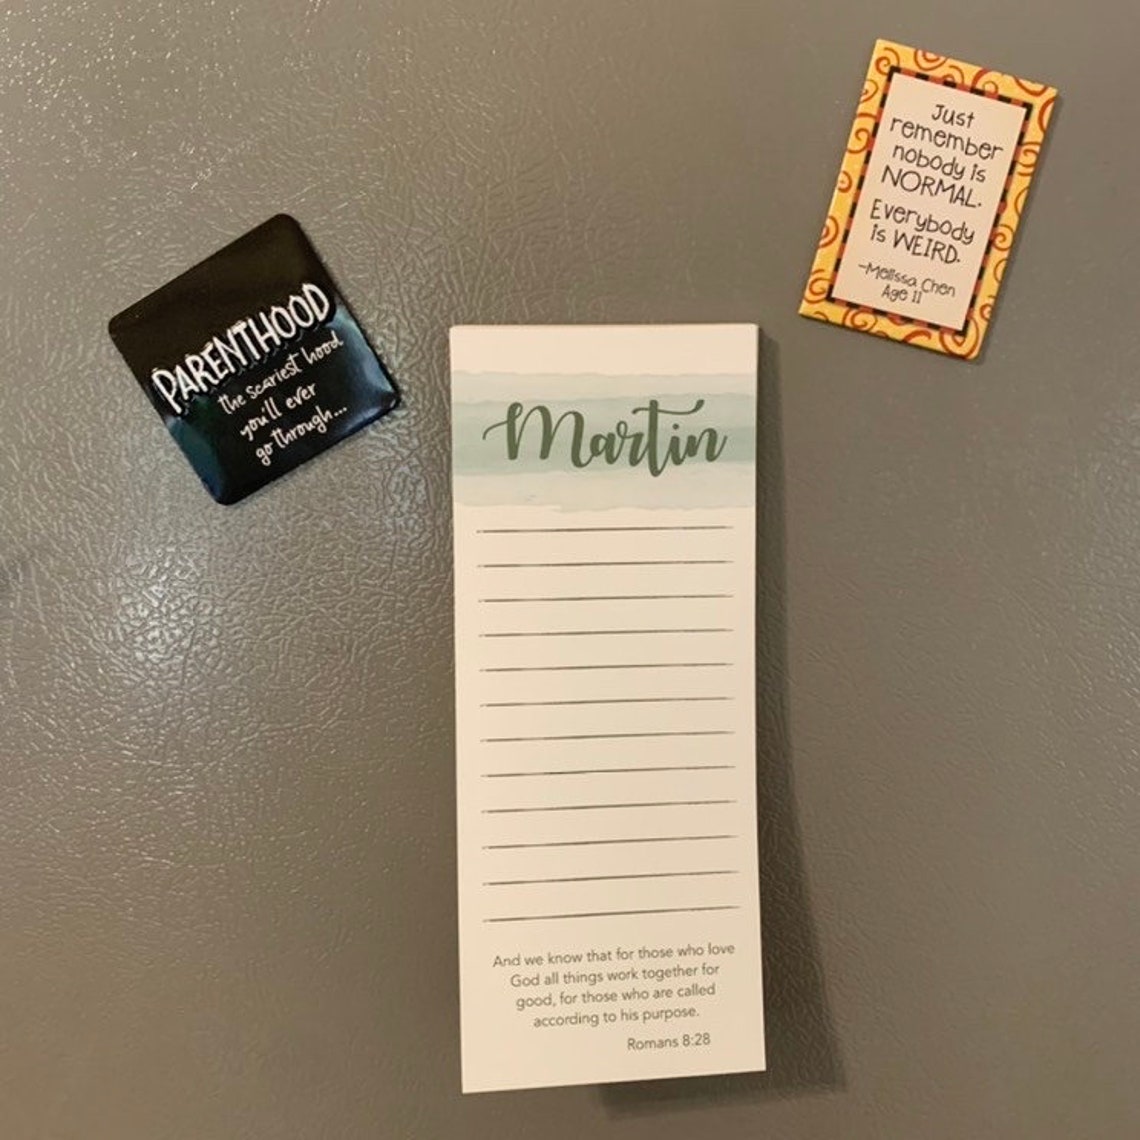 PARENTHOOD
the scariest hood
you'll ever
go through...
Just
remember
nobody is
NORMAL.
Everybody
is WEIRD.
-Melissa Chen
Age 11
Martin
And we know that for those who love
God all things work together for
good, for those who are called
according to his purpose.
Romans 8:28